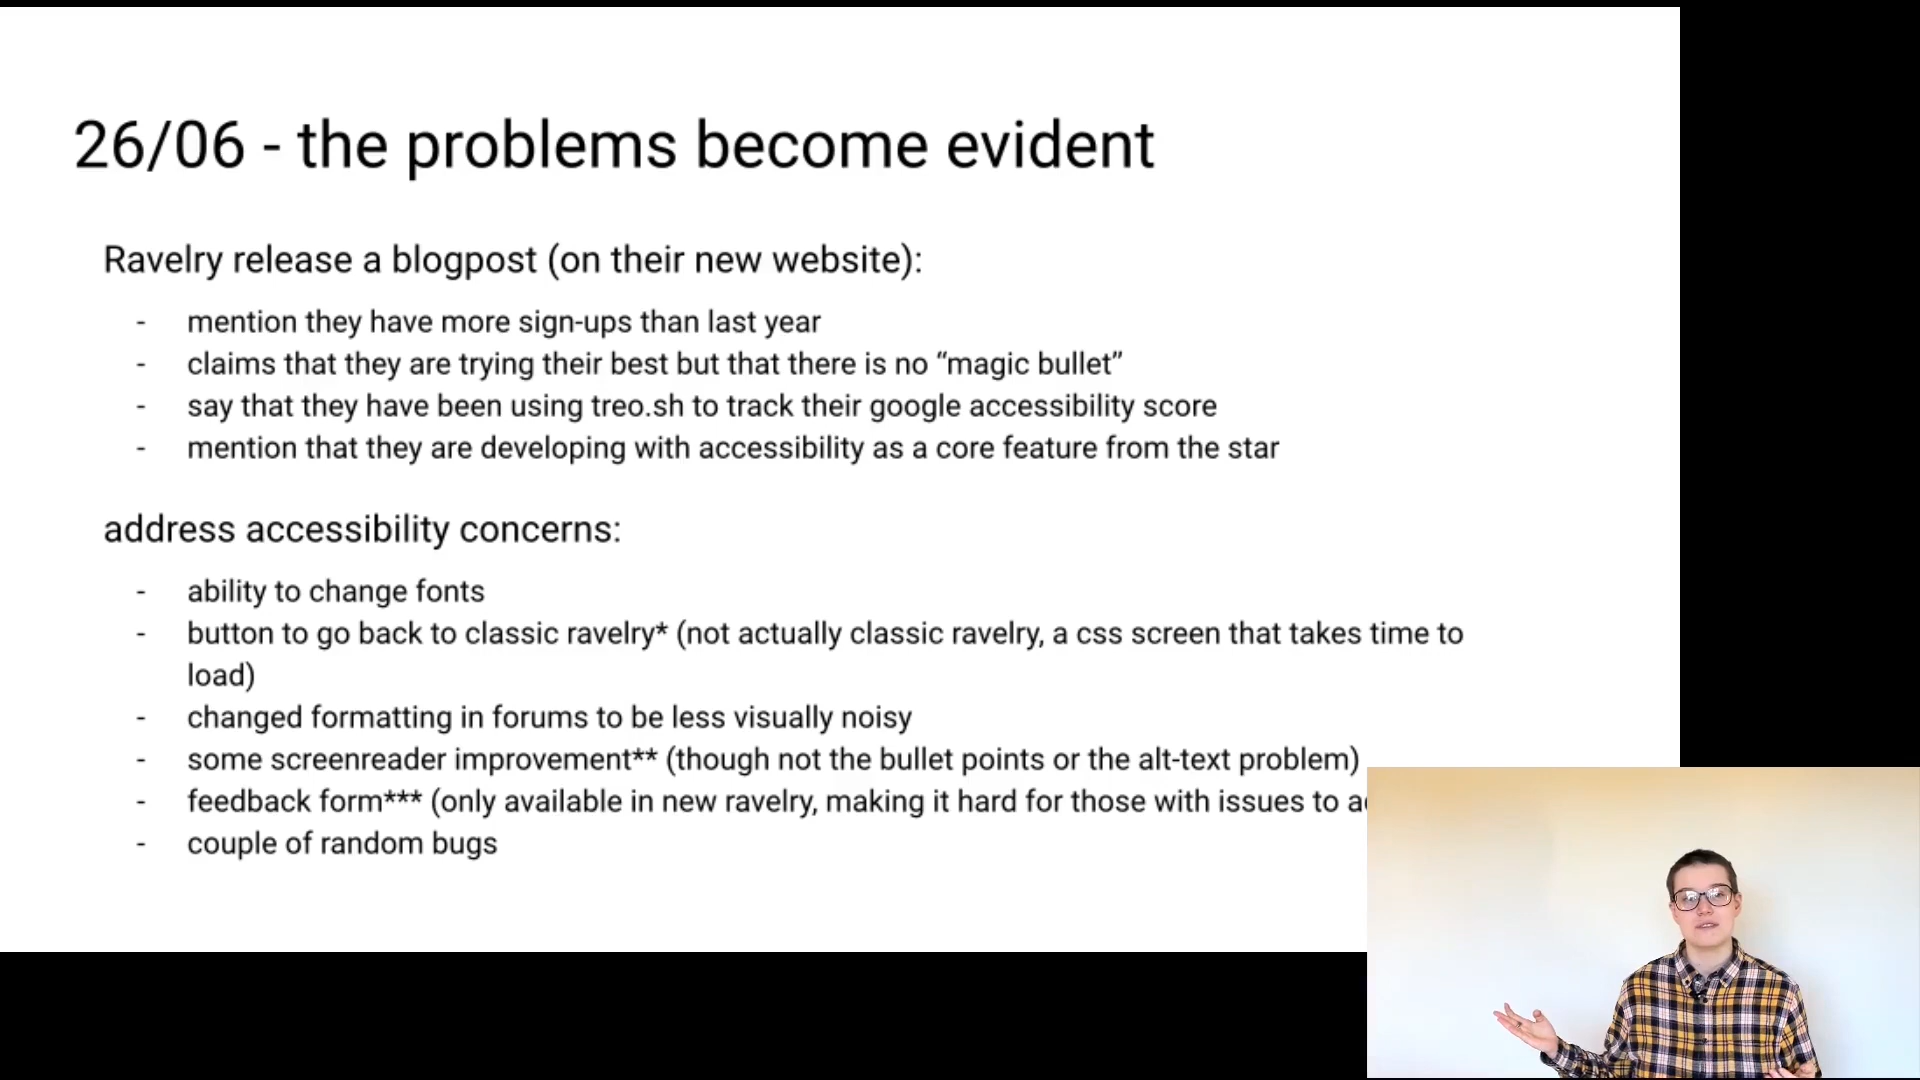 26/06 - the problems become evident
Ravelry release a blogpost (on their new website):
- mention they have more sign-ups than last year
- claims that they are trying their best but that there is no “magic bullet”
- say that they have been using treo.sh to track their google accessibility score
- mention that they are developing with accessibility as a core feature from the star
address accessibility concerns:
- ability to change fonts
- button to go back to classic ravelry* (not actually classic ravelry, a css screen that takes time to
load)
- changed formatting in forums to be less visually noisy
- some screenreader improvement** (though not the bullet points or the alt-text problem)
- feedback form*** (only available in new ravelry, making it hard for those with issues to
- couple of random bugs